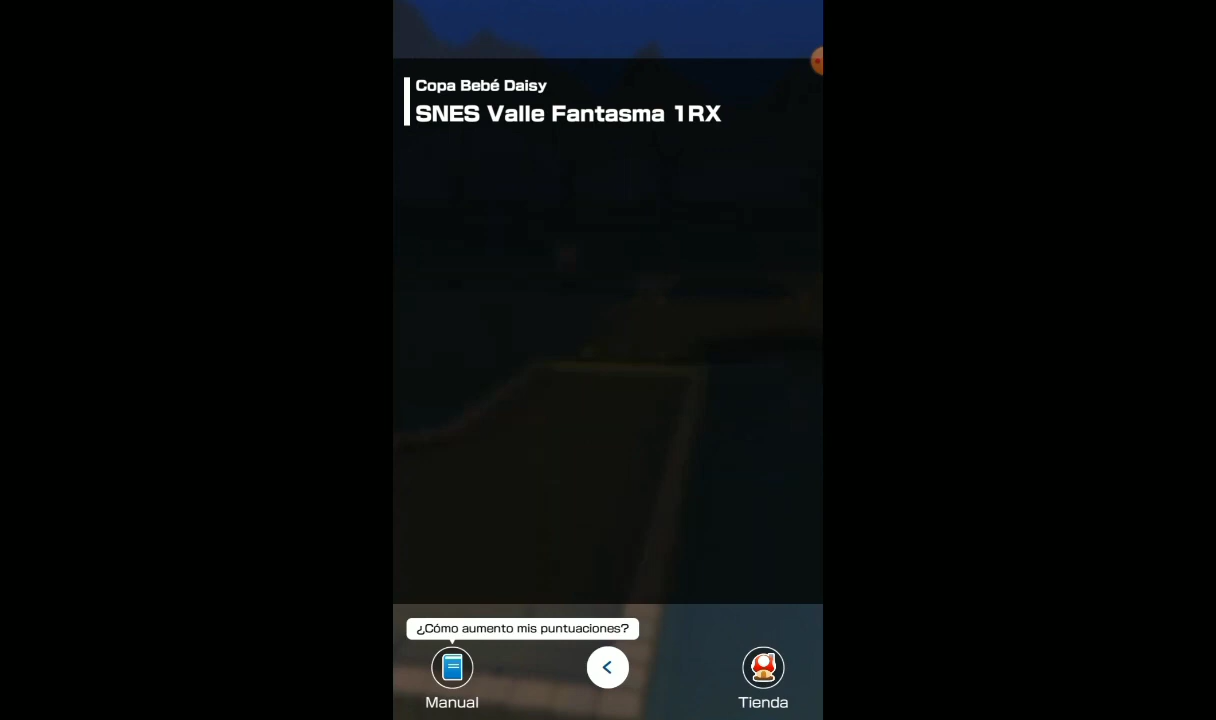 Copa Bebé Daisy
SNES Valle Fantasma 1RX
¿Cómo aumento mis puntuaciones?
Manual
Tienda